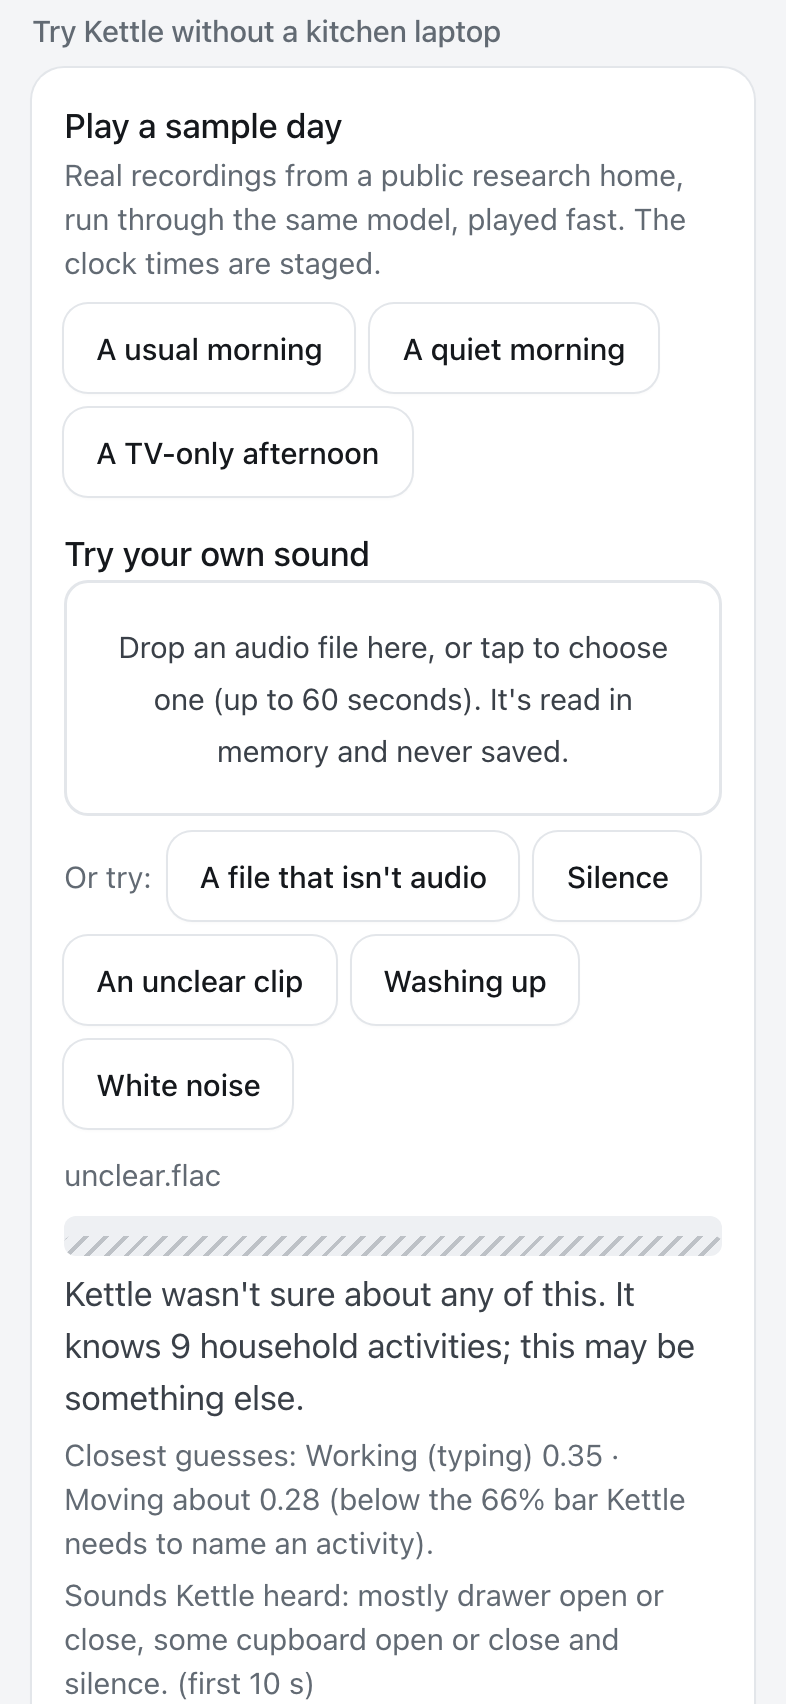 Try Kettle without a kitchen laptop
Play a sample day
Real recordings from a public research home,
run through the same model, played fast. The
clock times are staged.
A usual morning
A quiet morning
A TV-only afternoon
Try your own sound
Drop an audio file here, or tap to choose
one (up to 60 seconds). It's read in
memory and never saved.
Or try:
A file that isn't audio
Silence
An unclear clip
Washing up
White noise
unclear.flac
Kettle wasn't sure about any of this. It
knows 9 household activities; this may be
something else.
Closest guesses: Working (typing) 0.35 ·
Moving about 0.28 (below the 66% bar Kettle
needs to name an activity).
Sounds Kettle heard: mostly drawer open or
close, some cupboard open or close and
silence. (first 10 s)